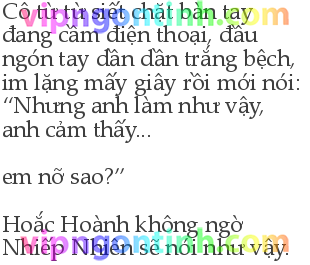 Cô từ từ siết chặt bàn tay
đang cầm điện thoại, đầu
ngón tay dần dần trắng bệch,
im lặng mấy giây rồi mới nói:
“Nhưng anh làm như vậy,
anh cảm thấy...
em nỡ sao?”
Hoắc Hoành không ngờ
Nhiếp Nhiên sẽ nói như vậy.
vipngontinh.com
vipngontinh.com